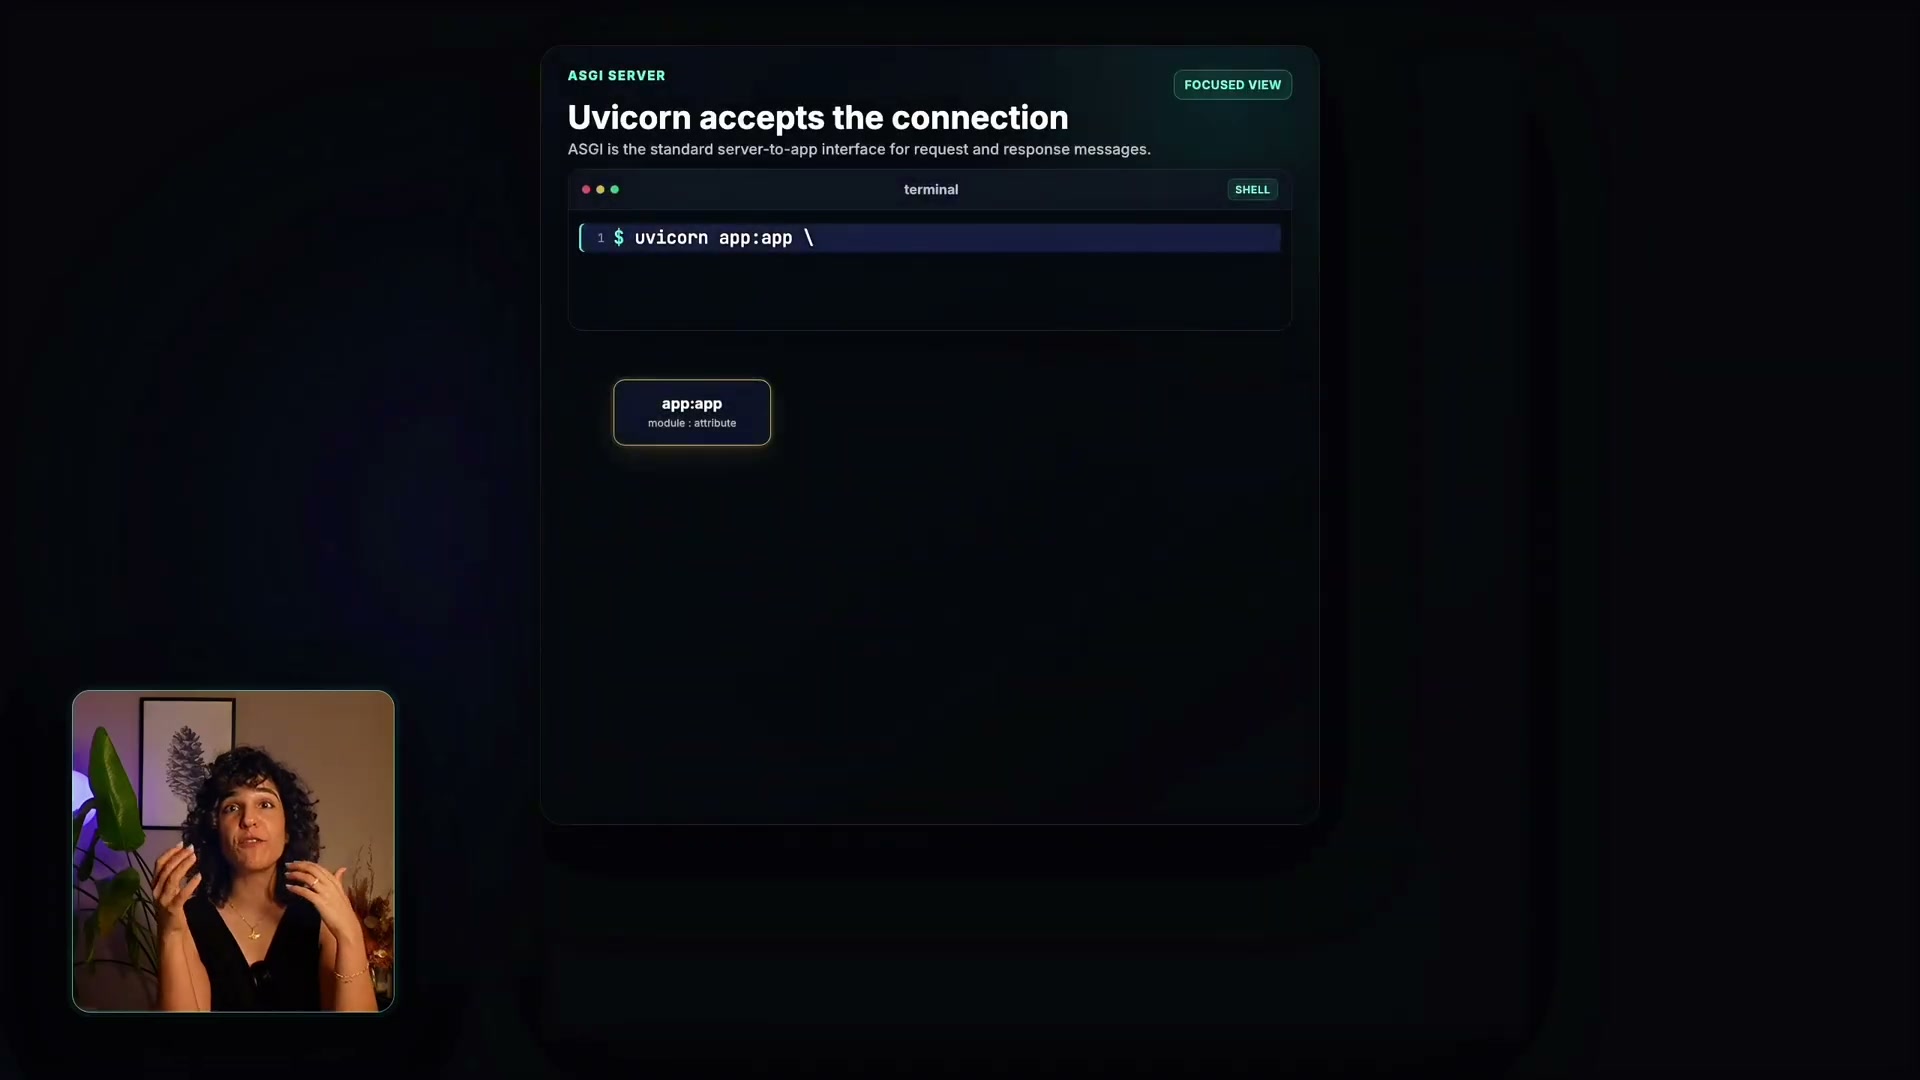 ASGI SERVER
FOCUSED VIEW
Uvicorn accepts the connection
ASGI is the standard server-to-app interface for request and response messages.
terminal
SHELL
1 $ uvicorn app:app \
app:app
module : attribute